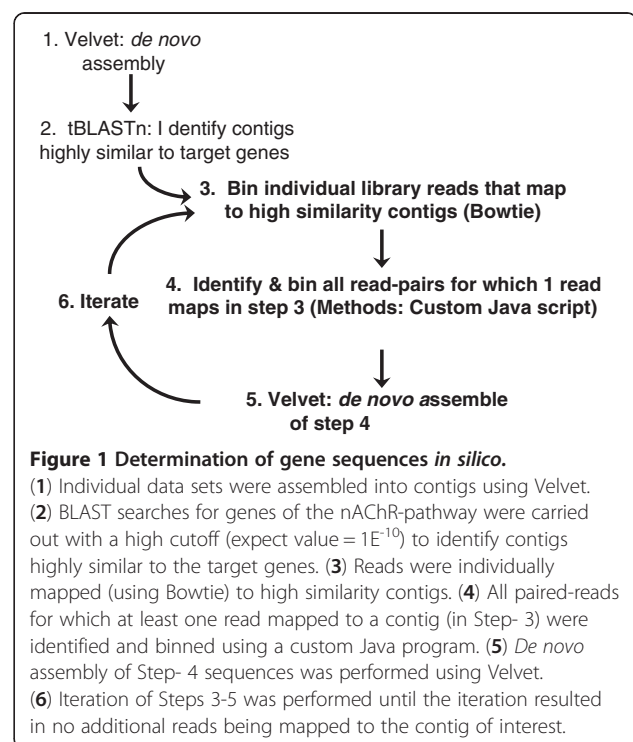 1. Velvet: de novo
assembly
2. tBLASTn: I dentify contigs
highly similar to target genes
3. Bin individual library reads that map
to high similarity contigs (Bowtie)
4. Identify & bin all read-pairs for which 1 read
maps in step 3 (Methods: Custom Java script)
6. Iterate
5. Velvet: de novo assemble
of step 4
Figure 1 Determination of gene sequences in silico.
(1) Individual data sets were assembled into contigs using Velvet.
(2) BLAST searches for genes of the nAChR-pathway were carried
out with a high cutoff (expect value = 1E⁻¹⁰) to identify contigs
highly similar to the target genes. (3) Reads were individually
mapped (using Bowtie) to high similarity contigs. (4) All paired-reads
for which at least one read mapped to a contig (in Step- 3) were
identified and binned using a custom Java program. (5) De novo
assembly of Step- 4 sequences was performed using Velvet.
(6) Iteration of Steps 3-5 was performed until the iteration resulted
in no additional reads being mapped to the contig of interest.